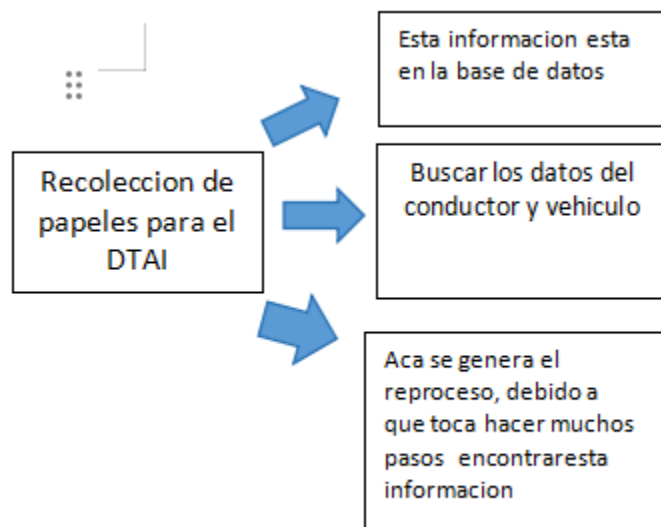 Esta informacion esta
en la base de datos
Recoleccion de
papeles para el
DTAI
Buscar los datos del
conductor y vehiculo
Aca se genera el
reproceso, debido a
que toca hacer muchos
pasos encontraresta
informacion